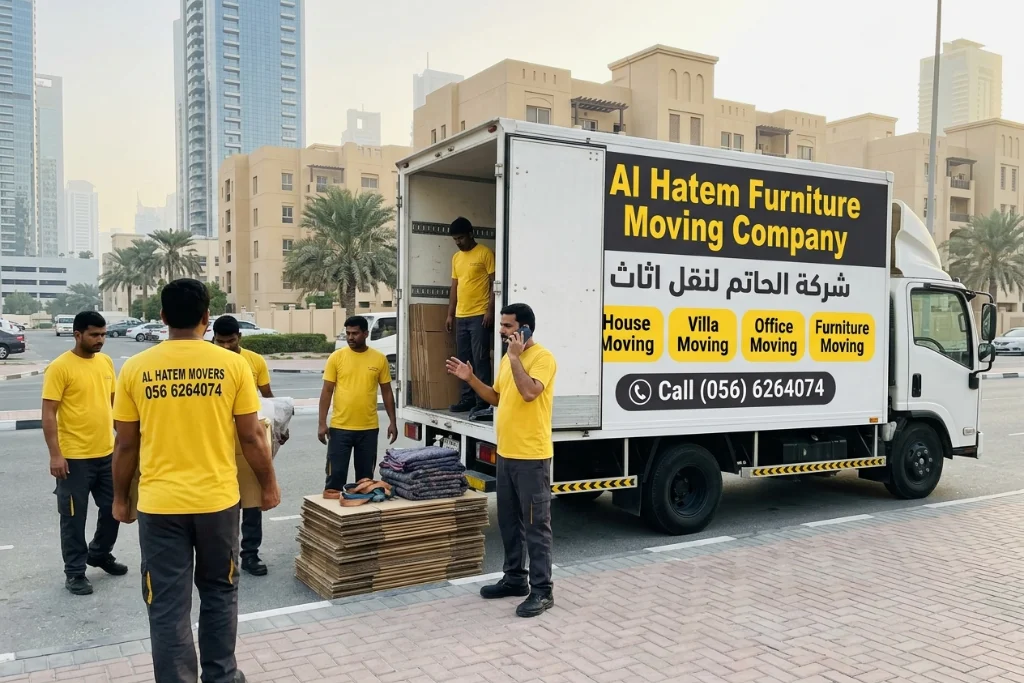 Al Hatem Furniture
Moving Company
شركة الحاتم لنقل اثاث
House Moving
Villa Moving
Office Moving
Furniture Moving
Call (056) 6264074
AL HATEM MOVERS
056 6264074